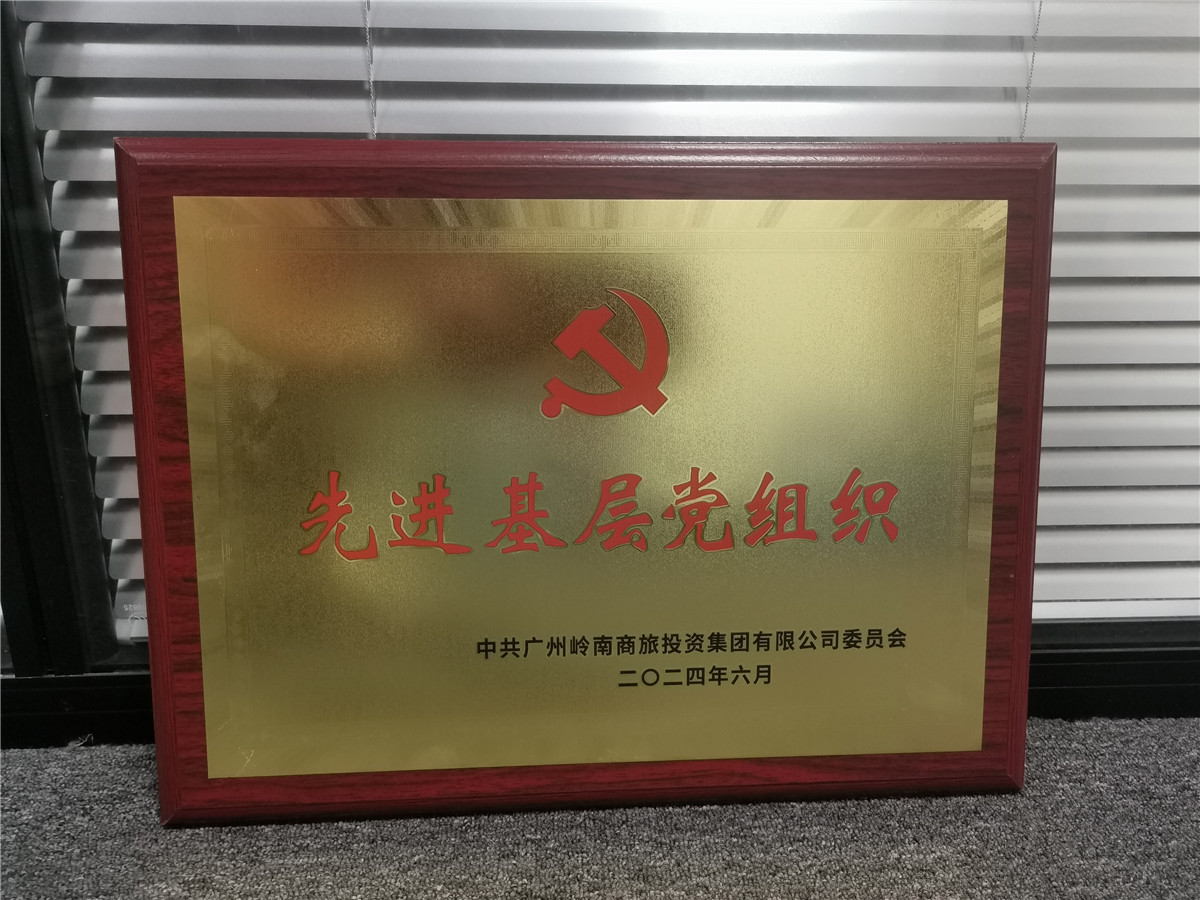 先进基层党组织
中共广州岭南商旅投资集团有限公司委员会
二〇二四年六月